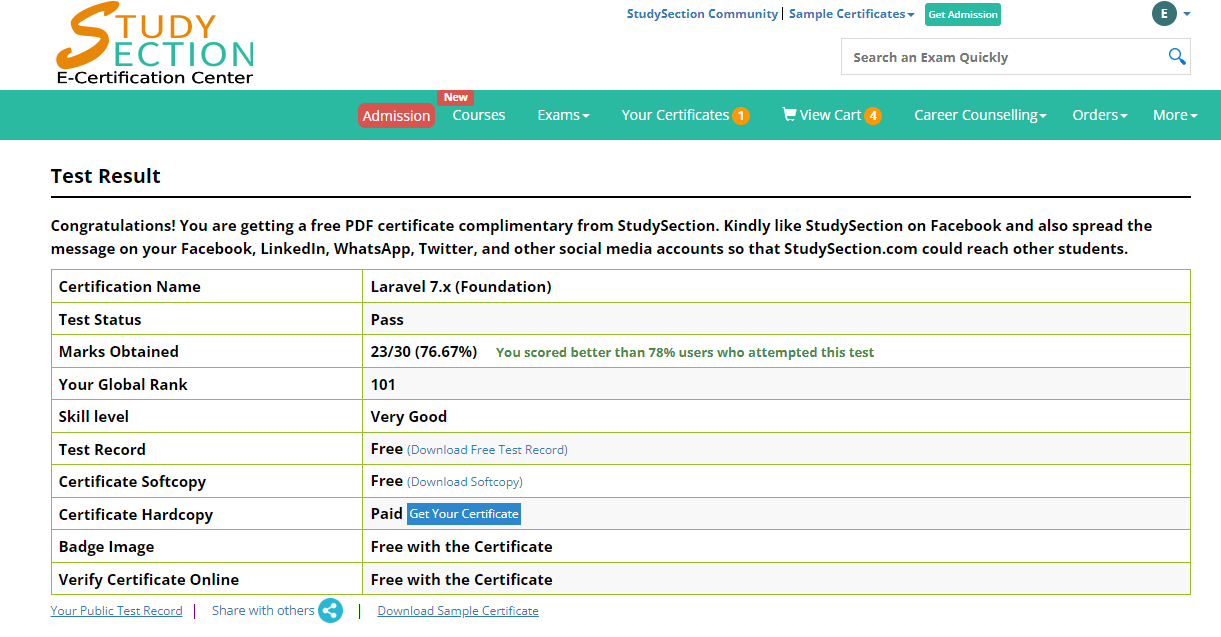 STUDY
SECTION
E-Certification Center
StudySection Community | Sample Certificates Get Admission E
Search an Exam Quickly
New
Admission Courses Exams Your Certificates 1 View Cart 4 Career Counselling Orders More
Test Result
Congratulations! You are getting a free PDF certificate complimentary from StudySection. Kindly like StudySection on Facebook and also spread the
message on your Facebook, LinkedIn, WhatsApp, Twitter, and other social media accounts so that StudySection.com could reach other students.
Certification Name Laravel 7.x (Foundation)
Test Status Pass
Marks Obtained 23/30 (76.67%) You scored better than 78% users who attempted this test
Your Global Rank 101
Skill level Very Good
Test Record Free (Download Free Test Record)
Certificate Softcopy Free (Download Softcopy)
Certificate Hardcopy Paid Get Your Certificate
Badge Image Free with the Certificate
Verify Certificate Online Free with the Certificate
Your Public Test Record | Share with others | Download Sample Certificate